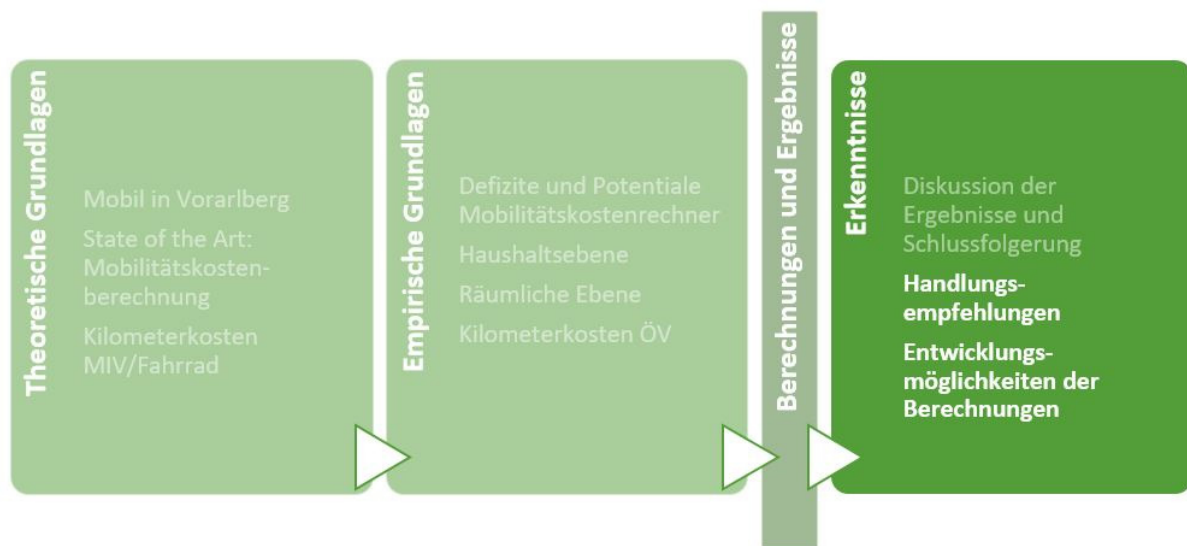 Theoretische Grundlagen
Mobil in Vorarlberg
State of the Art:
Mobilitätskosten-
berechnung
Kilometerkosten
MIV/Fahrrad
Empirische Grundlagen
Defizite und Potentiale
Mobilitätskostenrechner
Haushaltsebene
Räumliche Ebene
Kilometerkosten ÖV
Berechnungen und Ergebnisse
Erkenntnisse
Diskussion der
Ergebnisse und
Schlussfolgerung
Handlungs-
empfehlungen
Entwicklungs-
möglichkeiten der
Berechnungen